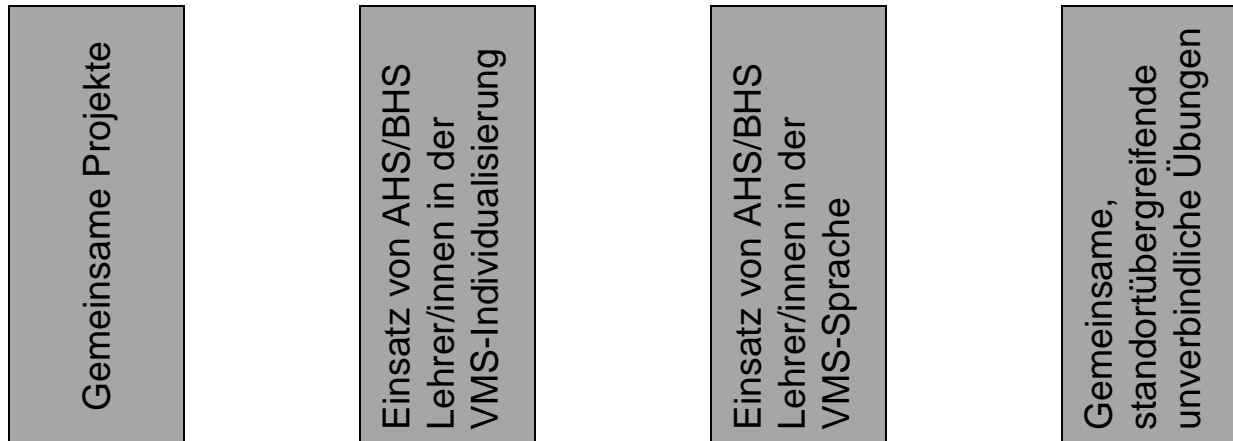 Gemeinsame Projekte
Einsatz von AHS/BHS
Lehrer/innen in der
VMS-Individualisierung
Einsatz von AHS/BHS
Lehrer/innen in der
VMS-Sprache
Gemeinsame,
standortübergreifende
unverbindliche Übungen